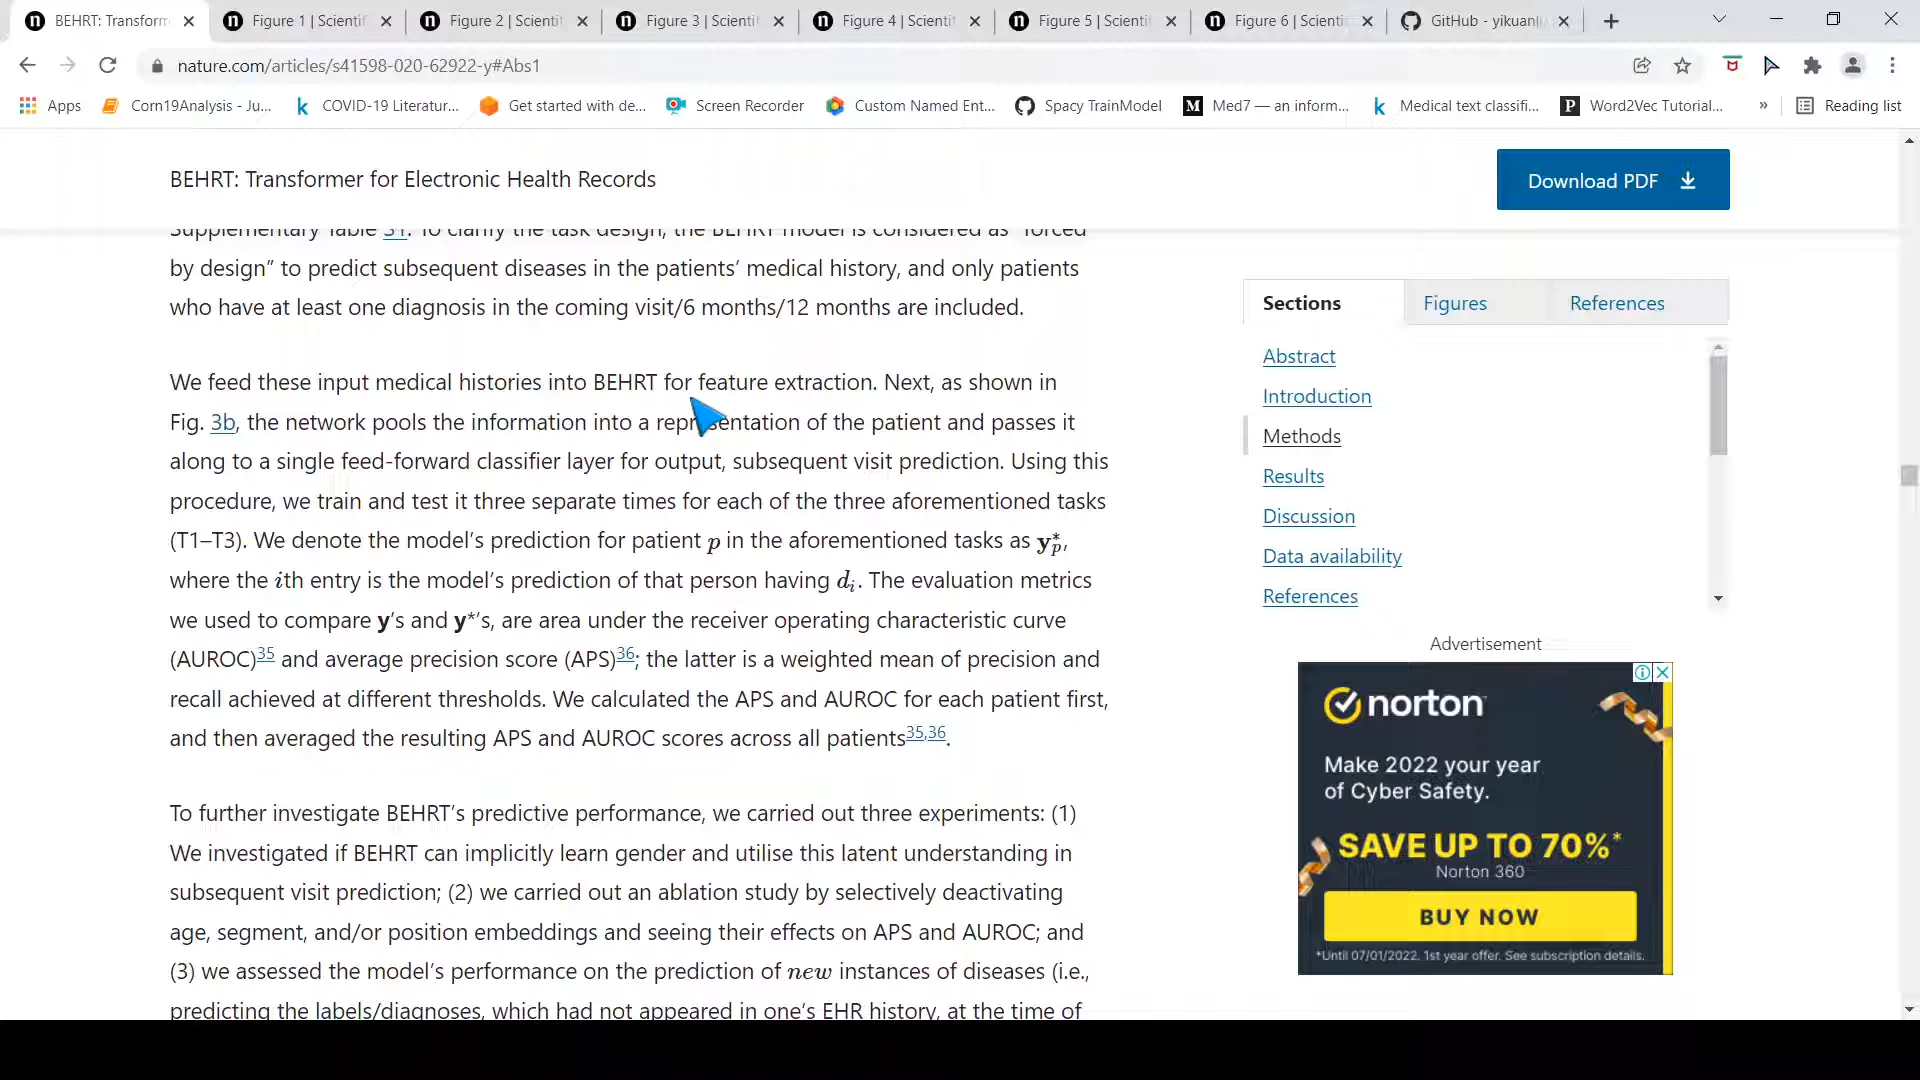 BEHRT: Transform
Figure 1 | Scientif
Figure 2 | Scientif
Figure 3 | Scientif
Figure 4 | Scientif
Figure 5 | Scientif
Figure 6 | Scientif
GitHub - yikuanli/
nature.com/articles/s41598-020-62922-y#Abs1
Apps
Corn19Analysis - Ju...
COVID-19 Literatur...
Get started with de...
Screen Recorder
Custom Named Ent...
Spacy TrainModel
Med7 — an inform...
Medical text classifi...
Word2Vec Tutorial...
»
Reading list
BEHRT: Transformer for Electronic Health Records
Download PDF
Supplementary Table S1. To clarify the task design, the BEHRT model is considered as “forced
by design” to predict subsequent diseases in the patients’ medical history, and only patients
who have at least one diagnosis in the coming visit/6 months/12 months are included.
We feed these input medical histories into BEHRT for feature extraction. Next, as shown in
Fig. 3b, the network pools the information into a representation of the patient and passes it
along to a single feed-forward classifier layer for output, subsequent visit prediction. Using this
procedure, we train and test it three separate times for each of the three aforementioned tasks
(T1–T3). We denote the model’s prediction for patient p in the aforementioned tasks as y*p,
where the ith entry is the model’s prediction of that person having di. The evaluation metrics
we used to compare y’s and y*’s, are area under the receiver operating characteristic curve
(AUROC)35 and average precision score (APS)36; the latter is a weighted mean of precision and
recall achieved at different thresholds. We calculated the APS and AUROC for each patient first,
and then averaged the resulting APS and AUROC scores across all patients35,36.
To further investigate BEHRT’s predictive performance, we carried out three experiments: (1)
We investigated if BEHRT can implicitly learn gender and utilise this latent understanding in
subsequent visit prediction; (2) we carried out an ablation study by selectively deactivating
age, segment, and/or position embeddings and seeing their effects on APS and AUROC; and
(3) we assessed the model’s performance on the prediction of new instances of diseases (i.e.,
predicting the labels/diagnoses, which had not appeared in one’s EHR history, at the time of
Sections
Figures
References
Abstract
Introduction
Methods
Results
Discussion
Data availability
References
Advertisement
norton
Make 2022 your year
of Cyber Safety.
SAVE UP TO 70%*
Norton 360
BUY NOW
*Until 07/01/2022. 1st year offer. See subscription details.